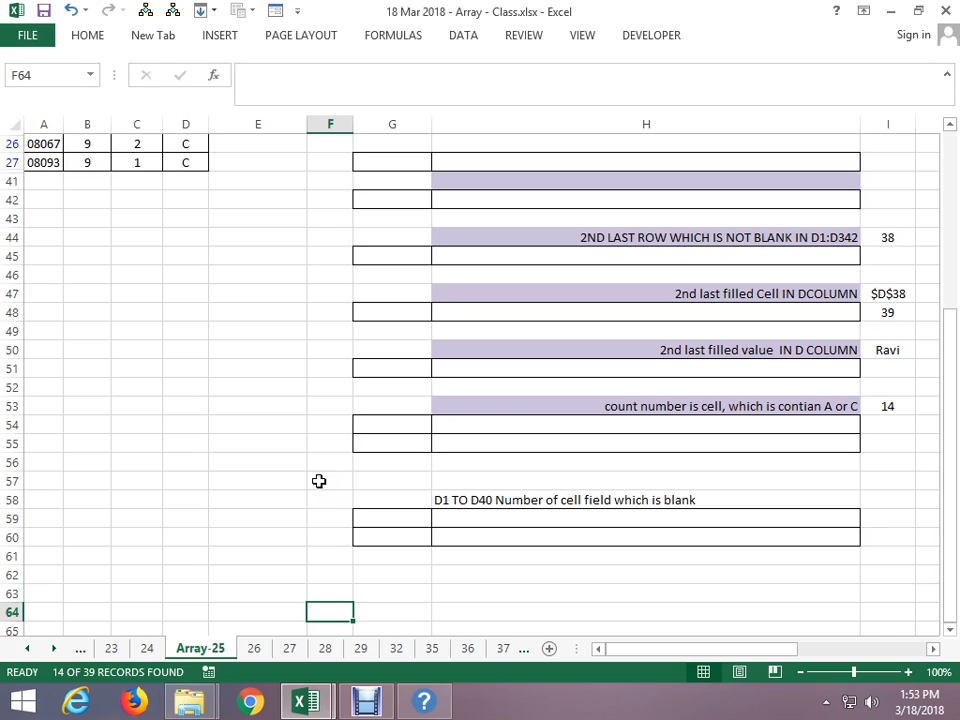 18 Mar 2018 - Array - Class.xlsx - Excel
?
FILE HOME New Tab INSERT PAGE LAYOUT FORMULAS DATA REVIEW VIEW DEVELOPER Sign in
F64 fx
A B C D E F G H I
26 08067 9 2 C
27 08093 9 1 C
41
42
43
44 2ND LAST ROW WHICH IS NOT BLANK IN D1:D342 38
45
46
47 2nd last filled Cell IN DCOLUMN $D$38
48 39
49
50 2nd last filled value IN D COLUMN Ravi
51
52
53 count number is cell, which is contian A or C 14
54
55
56
57
58 D1 TO D40 Number of cell field which is blank
59
60
61
62
63
64
65
... 23 24 Array-25 26 27 28 29 32 35 36 37 ...
READY 14 OF 39 RECORDS FOUND 100%
1:53 PM
3/18/2018